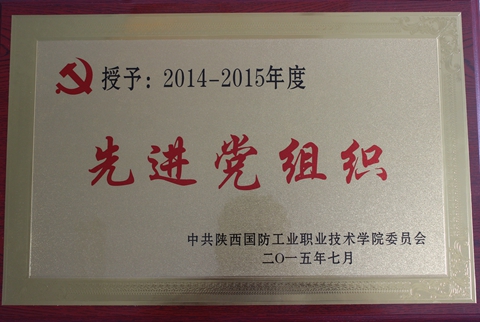 授予：2014-2015年度
先进党组织
中共陕西国防工业职业技术学院委员会
二〇一五年七月